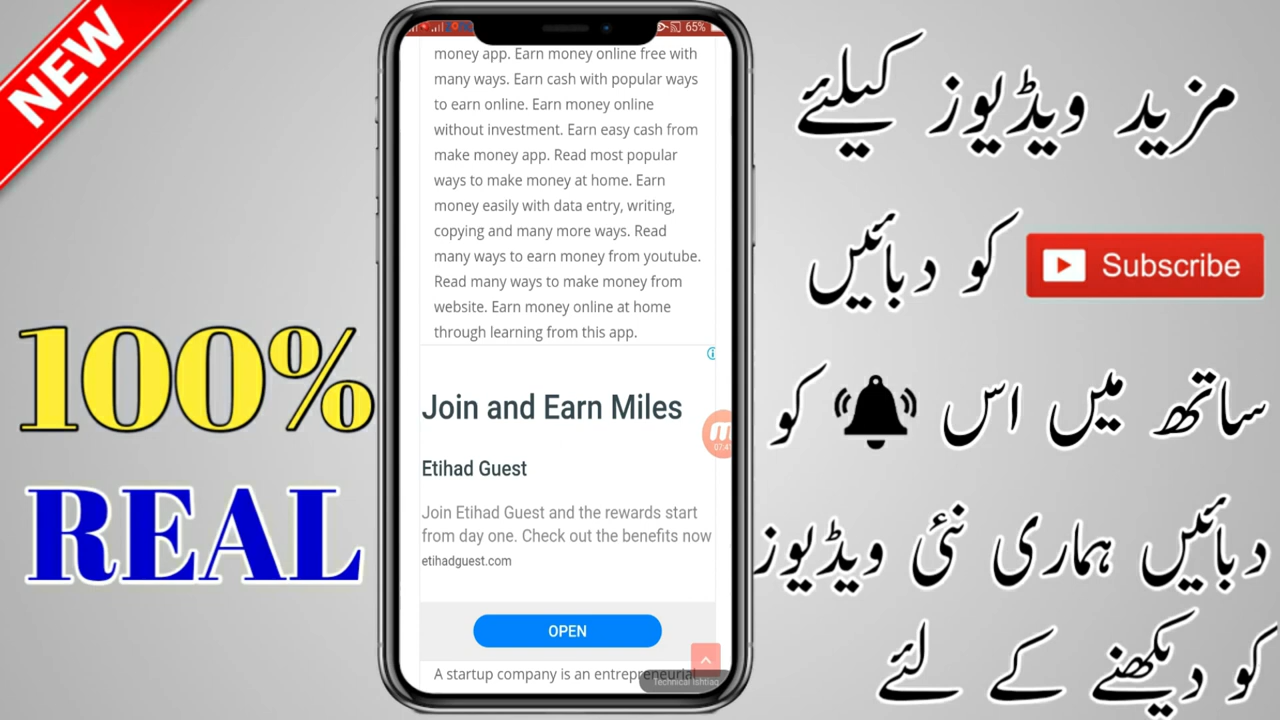 NEW
100%
REAL
65%
money app. Earn money online free with
many ways. Earn cash with popular ways
to earn online. Earn money online
without investment. Earn easy cash from
make money app. Read most popular
ways to make money at home. Earn
money easily with data entry, writing,
copying and many more ways. Read
many ways to earn money from youtube.
Read many ways to make money from
website. Earn money online at home
through learning from this app.
Join and Earn Miles
Etihad Guest
Join Etihad Guest and the rewards start
from day one. Check out the benefits now
etihadguest.com
OPEN
A startup company is an entrepreneurial
Technical Ishtiaq
مزید ویڈیوز کیلئے
Subscribe کو دبائیں
ساتھ میں اس کو
دبائیں ہماری نئی ویڈیوز
کو دیکھنے کے لئے